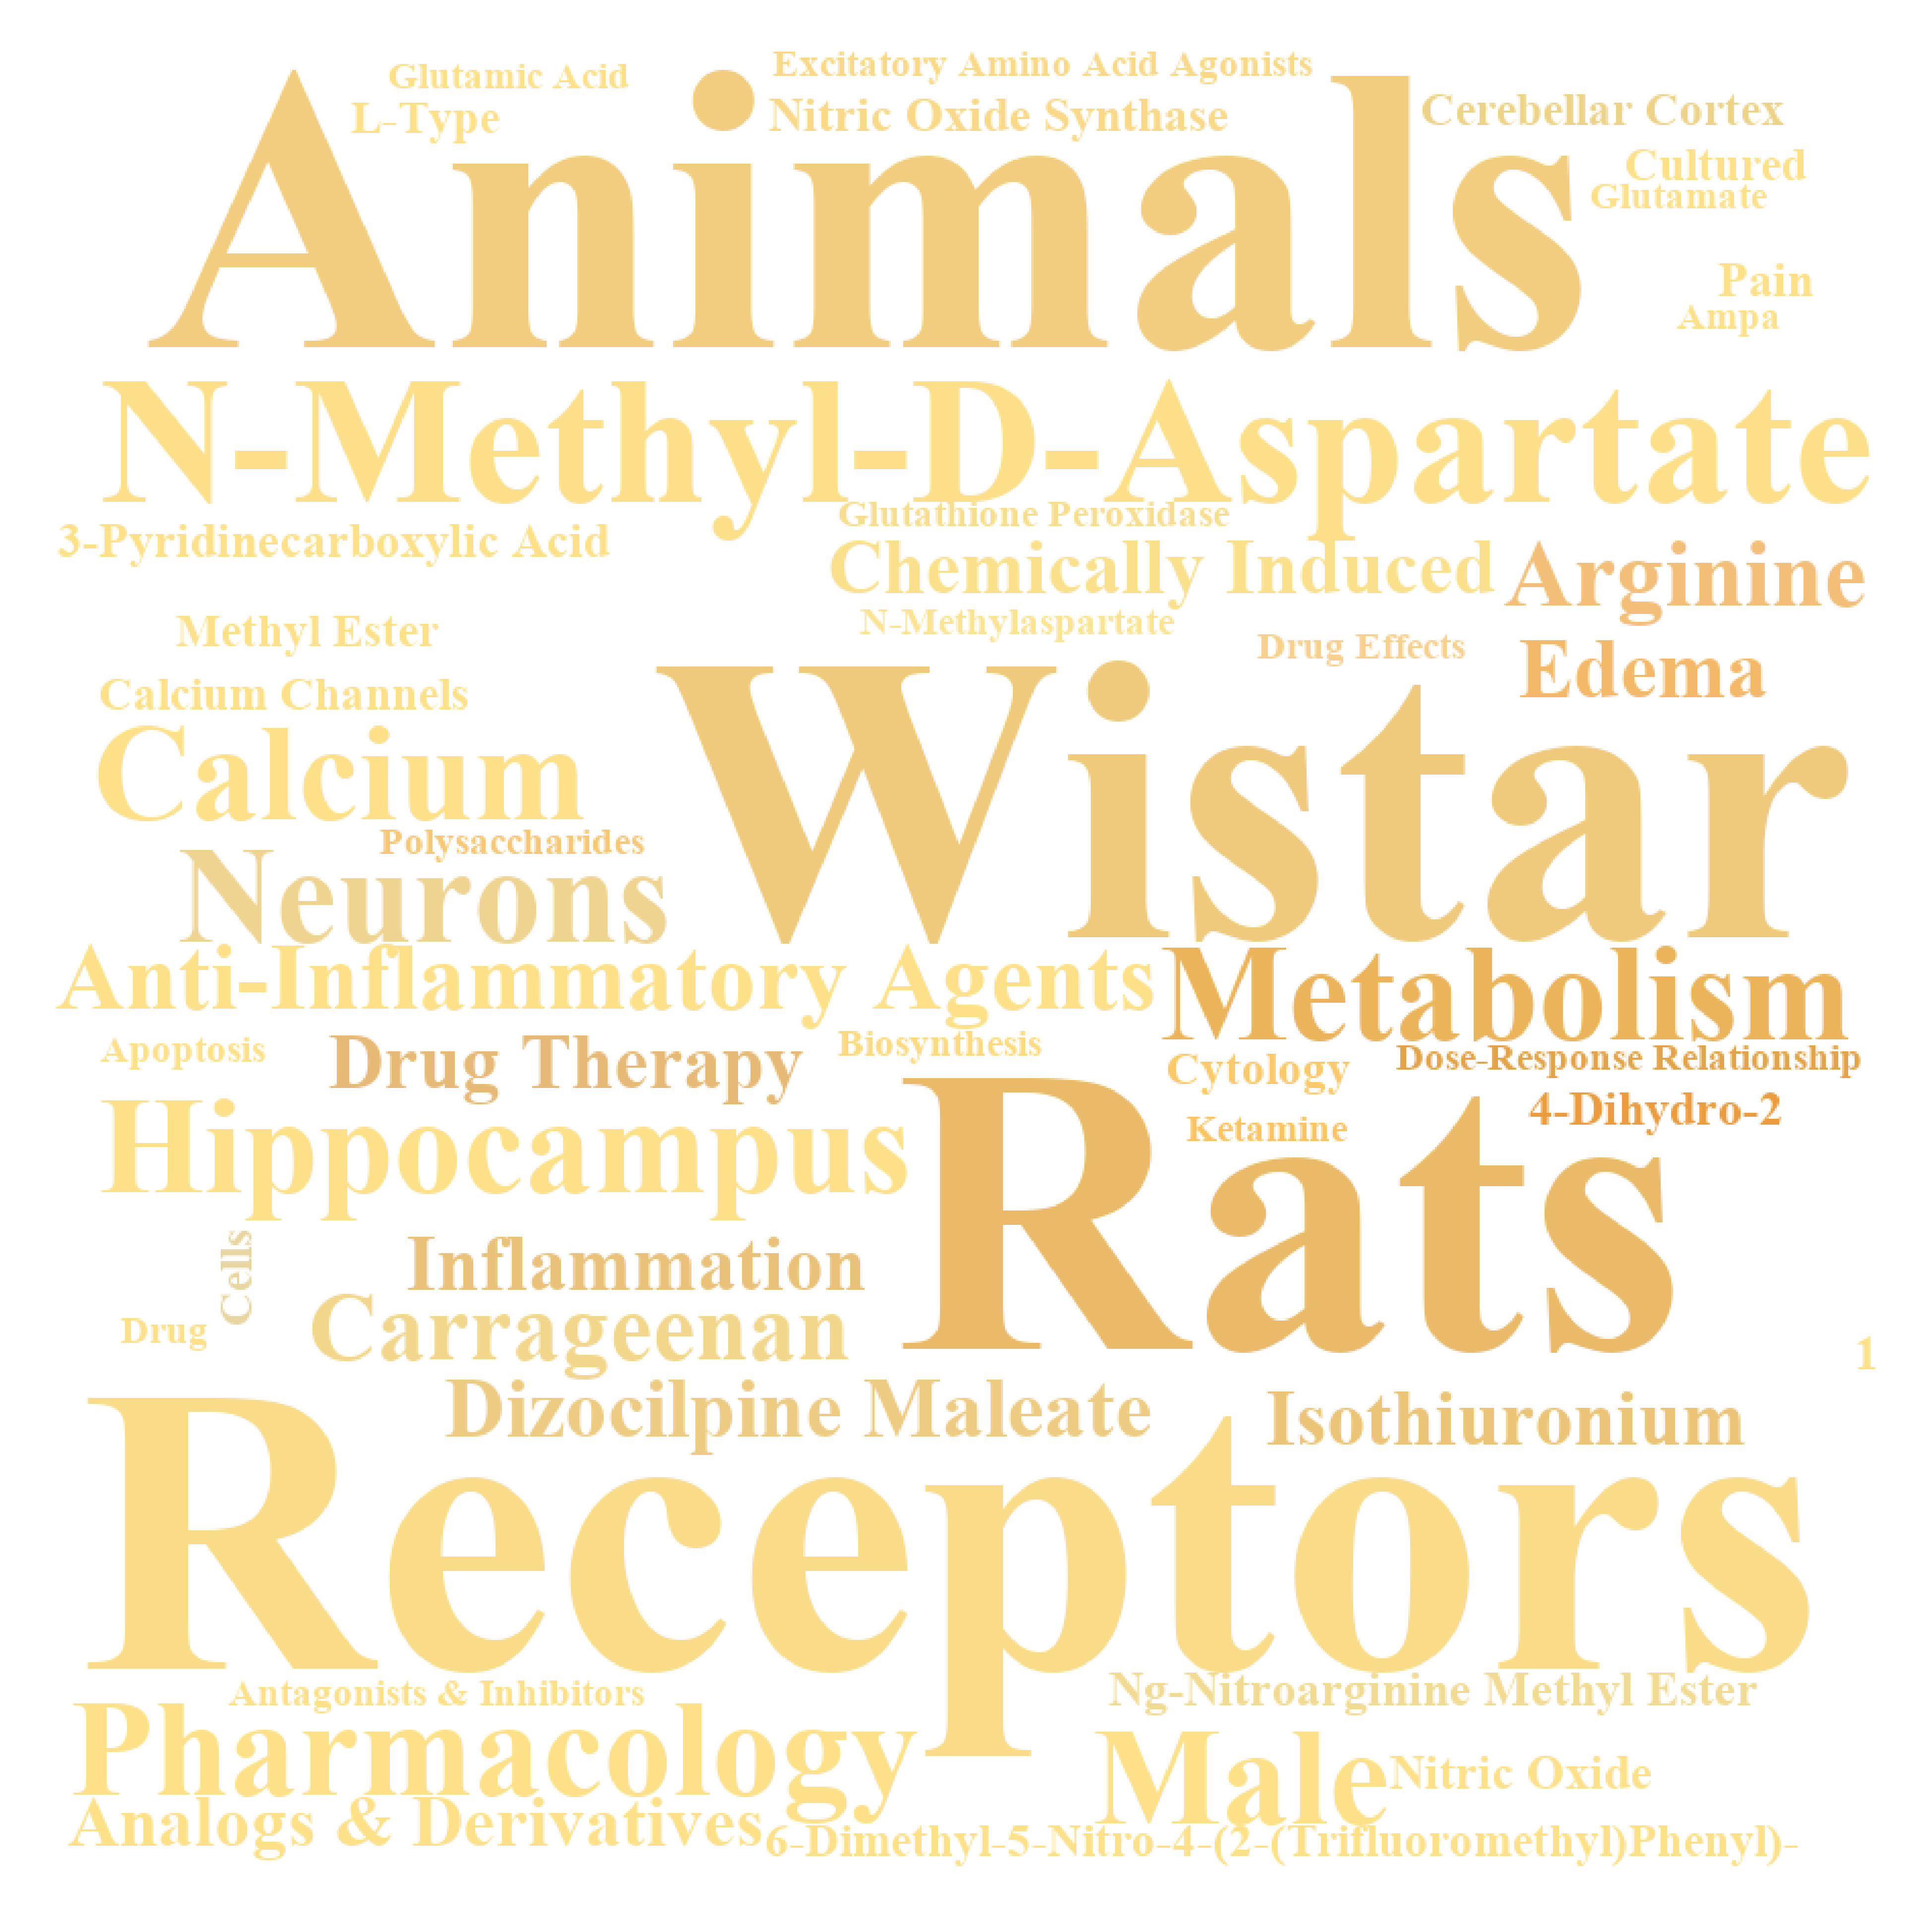 Excitatory Amino Acid Agonists
Glutamic Acid
L-Type
Nitric Oxide Synthase
Cerebellar Cortex
Animals
Cultured
Glutamate
Pain
Ampa
N-Methyl-D-Aspartate
Glutathione Peroxidase
3-Pyridinecarboxylic Acid
Chemically Induced
Arginine
N-Methylaspartate
Methyl Ester
Drug Effects
Edema
Calcium Channels
Wistar
Calcium
Polysaccharides
Neurons
Anti-Inflammatory Agents
Metabolism
Apoptosis
Drug Therapy
Biosynthesis
Cytology
Dose-Response Relationship
4-Dihydro-2
Ketamine
Hippocampus
Rats
Cells
Inflammation
Drug
Carrageenan
1
Dizocilpine Maleate
Isothiuronium
Receptors
Antagonists & Inhibitors
Ng-Nitroarginine Methyl Ester
Pharmacology
Male
Nitric Oxide
Analogs & Derivatives
6-Dimethyl-5-Nitro-4-(2-(Trifluoromethyl)Phenyl)-